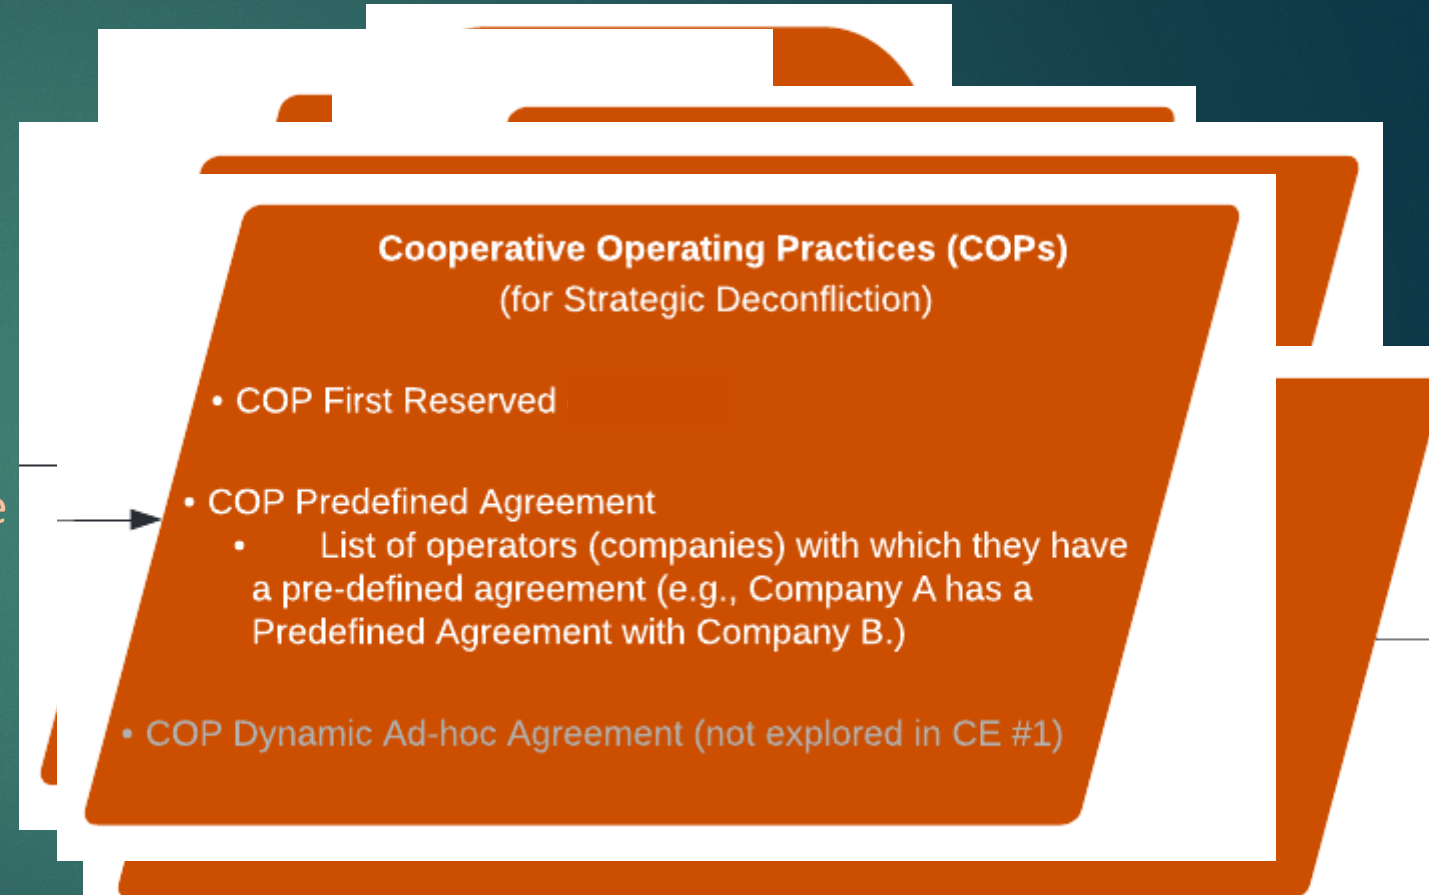 Cooperative Operating Practices (COPs)
(for Strategic Deconfliction)
• COP First Reserved
• COP Predefined Agreement
• List of operators (companies) with which they have
a pre-defined agreement (e.g., Company A has a
Predefined Agreement with Company B.)
• COP Dynamic Ad-hoc Agreement (not explored in CE #1)